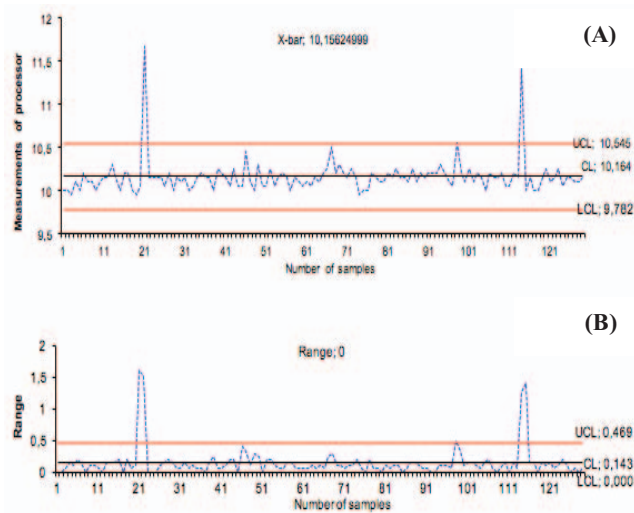 (A)
X-bar; 10,15624999
12
11,5
11
10,5
10
9,5
Measurements of processor
UCL; 10,545
CL; 10,164
LCL; 9,782
1 11 21 31 41 51 61 71 81 91 101 111 121
Number of samples
(B)
Range; 0
2
1,5
1
0,5
0
Range
UCL; 0,469
CL; 0,143
LCL; 0,000
1 11 21 31 41 51 61 71 81 91 101 111 121
Number of samples